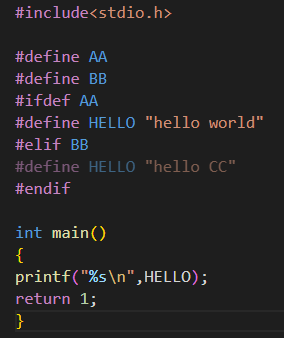 #include<stdio.h>
#define AA
#define BB
#ifdef AA
#define HELLO "hello world"
#elif BB
#define HELLO "hello CC"
#endif
int main()
{
printf("%s\n",HELLO);
return 1;
}